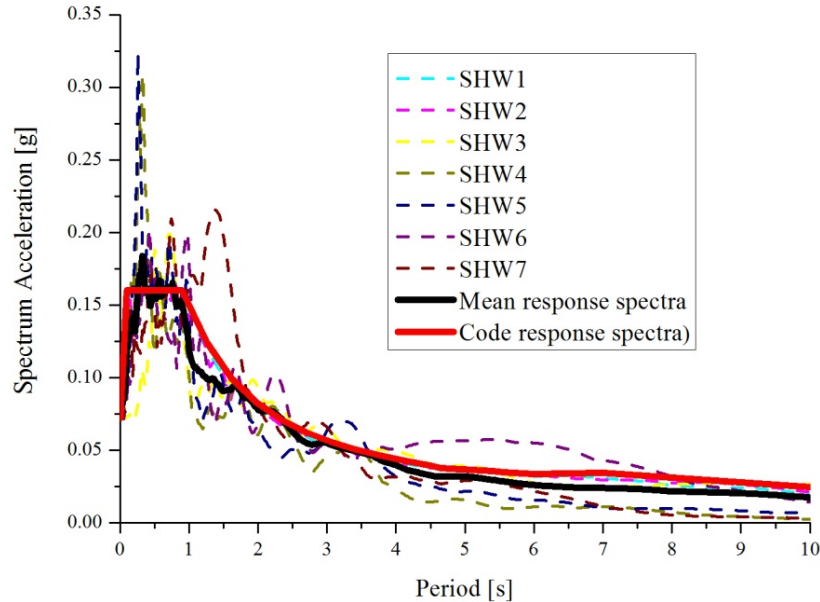 0.35
0.30
0.25
0.20
0.15
0.10
0.05
0.00
Spectrum Acceleration [g]
SHW1
SHW2
SHW3
SHW4
SHW5
SHW6
SHW7
Mean response spectra
Code response spectra)
0 1 2 3 4 5 6 7 8 9 10
Period [s]